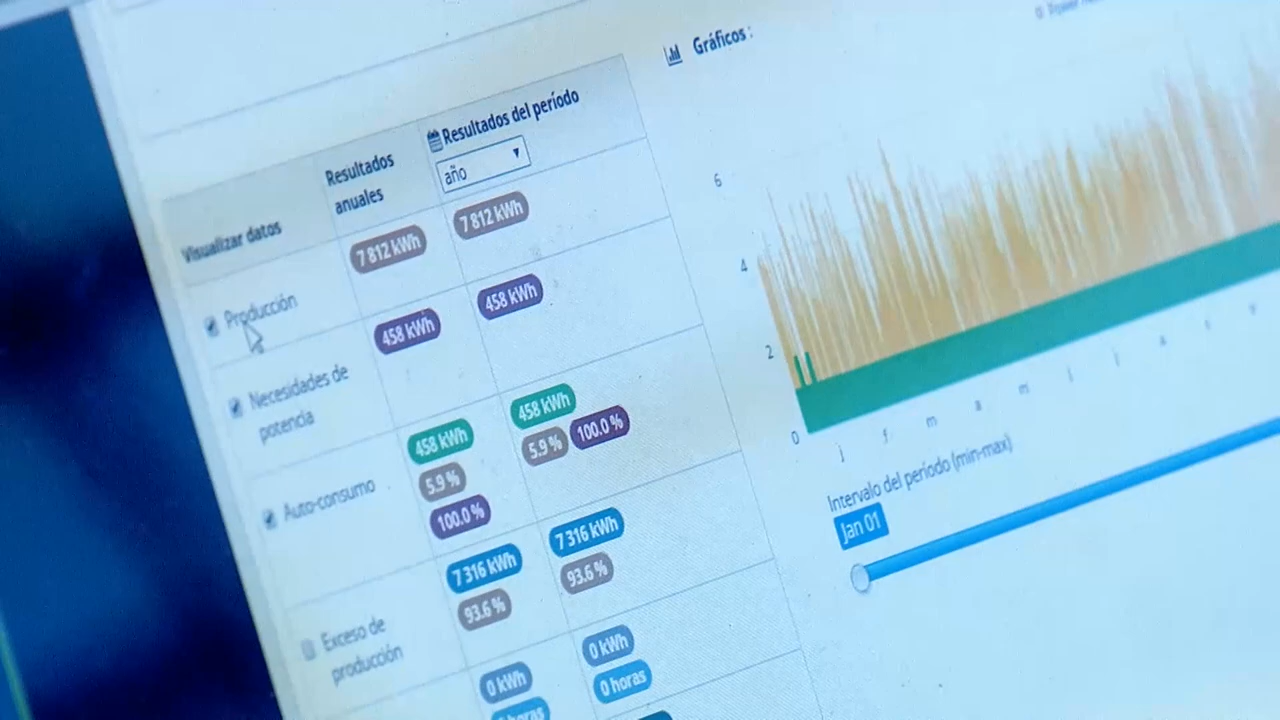 Gráficos :
Visualizar datos
Resultados
anuales
Resultados del período
año
Producción
7 812 kWh
7 812 kWh
Necesidades de
potencia
458 kWh
458 kWh
Auto-consumo
458 kWh
5.9 %
100.0 %
458 kWh
5.9 % 100.0 %
Exceso de
producción
7 316 kWh
93.6 %
7 316 kWh
93.6 %
0 kWh
horas
0 kWh
0 horas
6
4
2
0
j f m a m j j a
Intervalo del período (min-max)
Jan 01